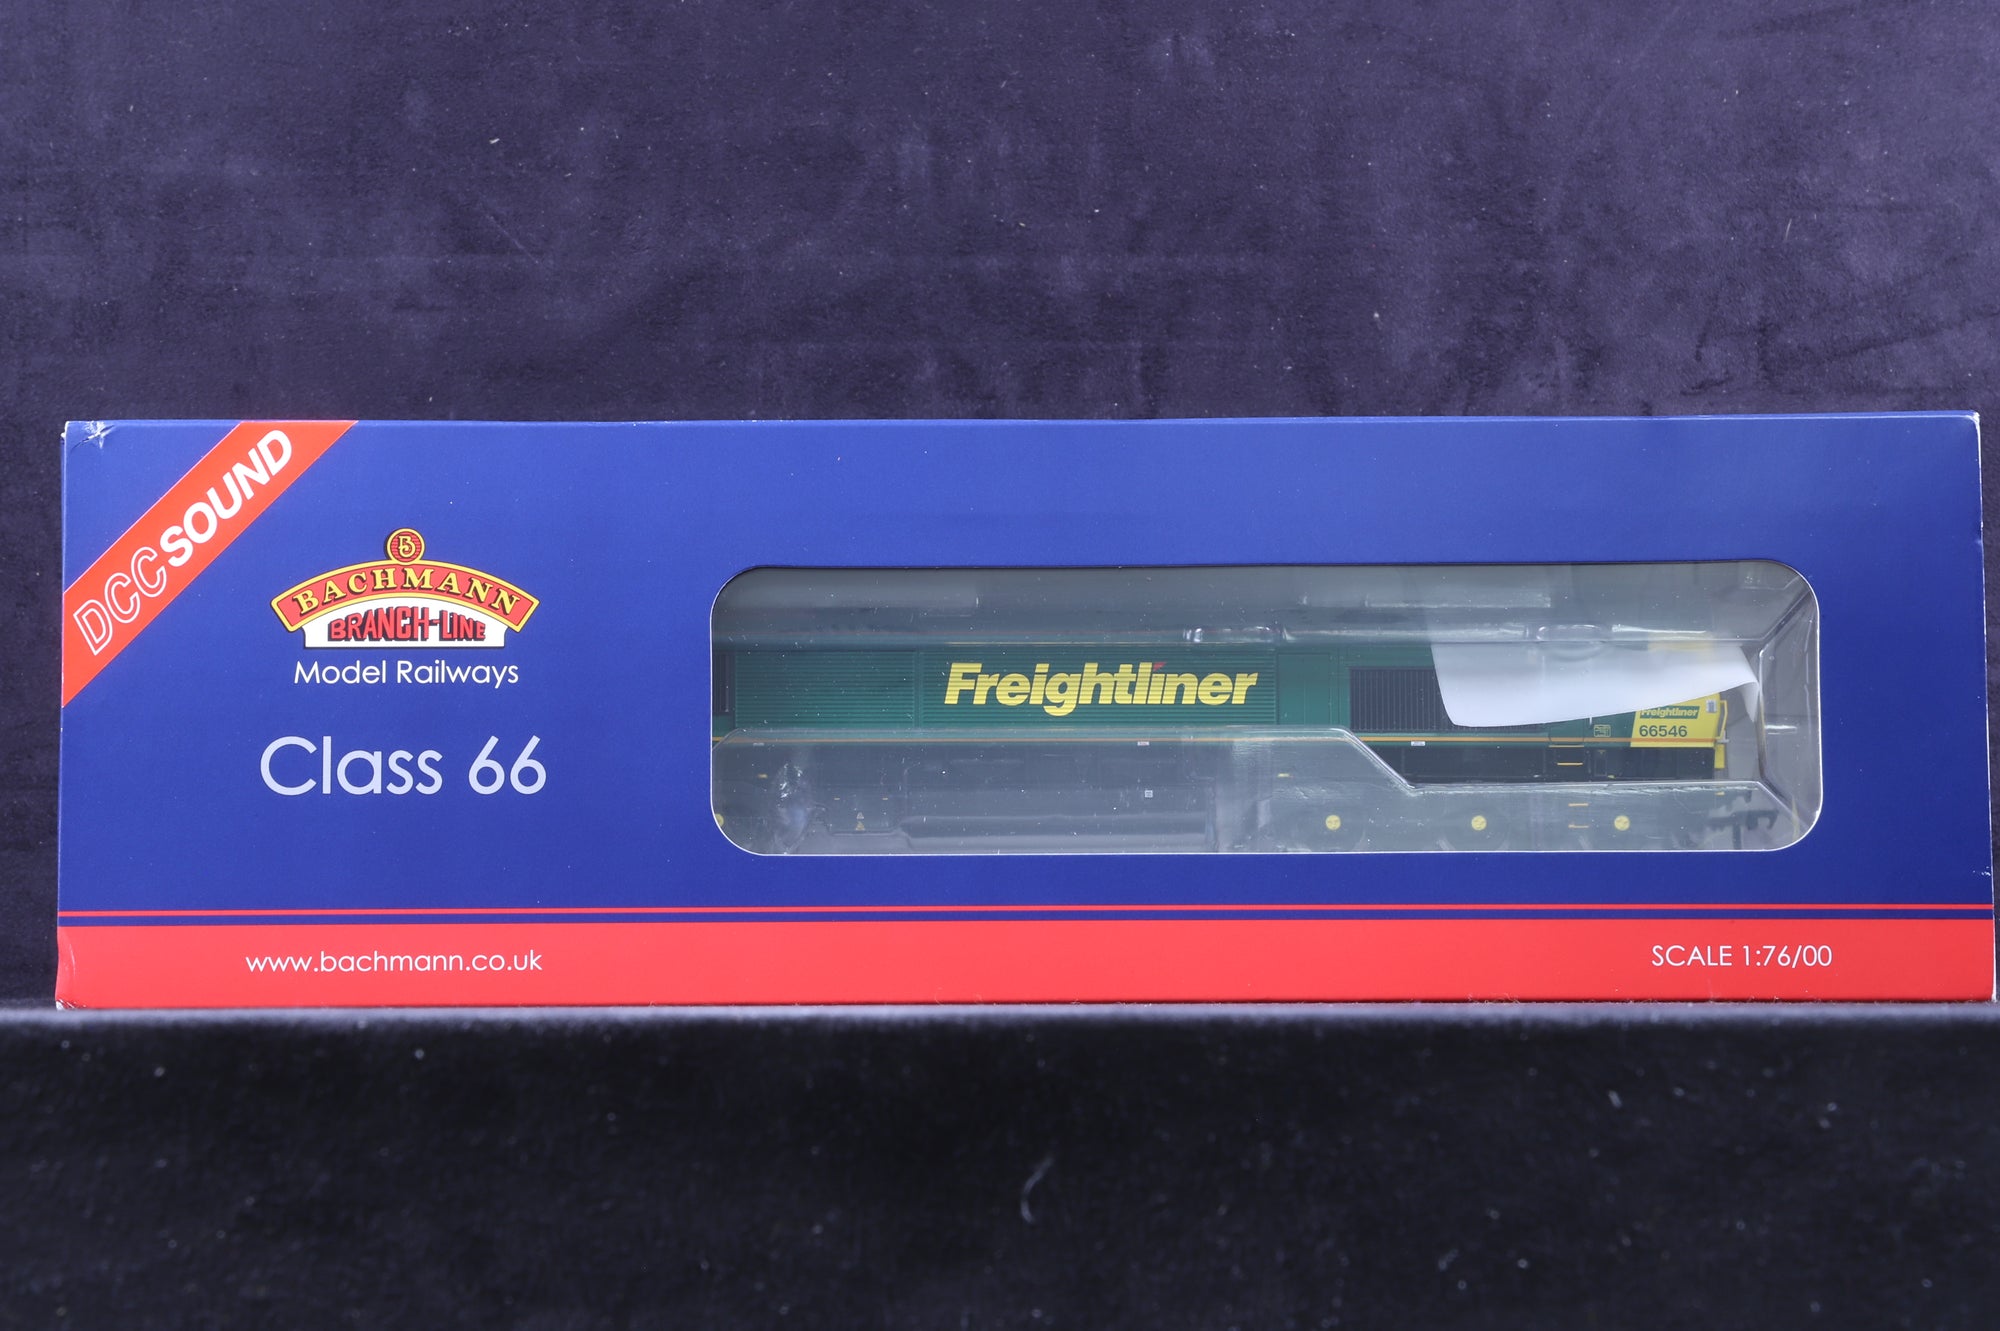 DCC SOUND
B
BACHMANN
BRANCH-LINE
Model Railways
Class 66
Freightliner
Freightliner
66546
1
www.bachmann.co.uk
SCALE 1:76/00